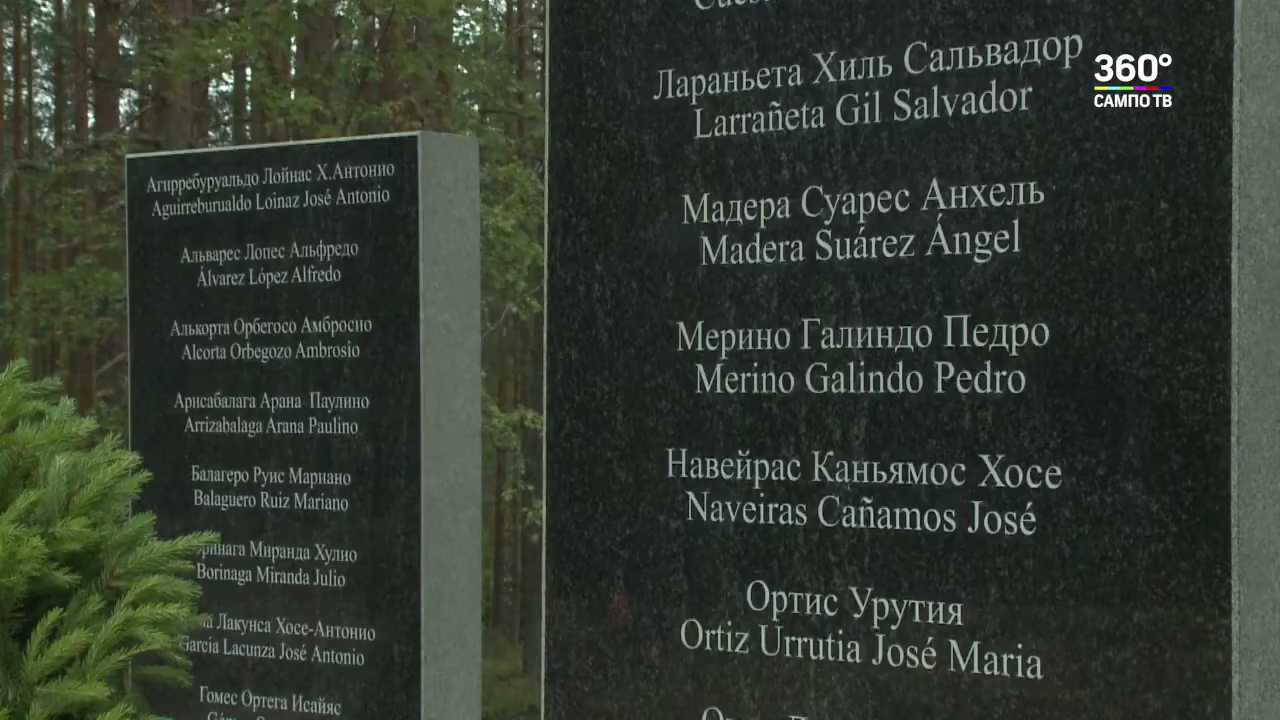 Агирребуруальдо Лойнас Х.Антонио
Aguirreburualdo Loinaz José Antonio
Альварес Лопес Альфредо
Álvarez López Alfredo
Алькорта Орбегосо Амбросио
Alcorta Orbegozo Ambrosio
Арисабалага Арана Паулино
Arrizabalaga Arana Paulino
Балагеро Руис Мариано
Balaguero Ruiz Mariano
Миранда Хулио
Borinaga Miranda Julio
Лакунса Хосе-Антонио
Garcia Lacunza José Antonio
Гомес Ортега Исайяс
Лараньета Хиль Сальвадор
Larrañeta Gil Salvador
Мадера Суарес Анхель
Madera Suárez Ángel
Мерино Галиндо Педро
Merino Galindo Pedro
Навейрас Каньямос Хосе
Naveiras Cañamos José
Ортис Урутия
Ortiz Urrutia José Maria
360°
САМПО ТВ